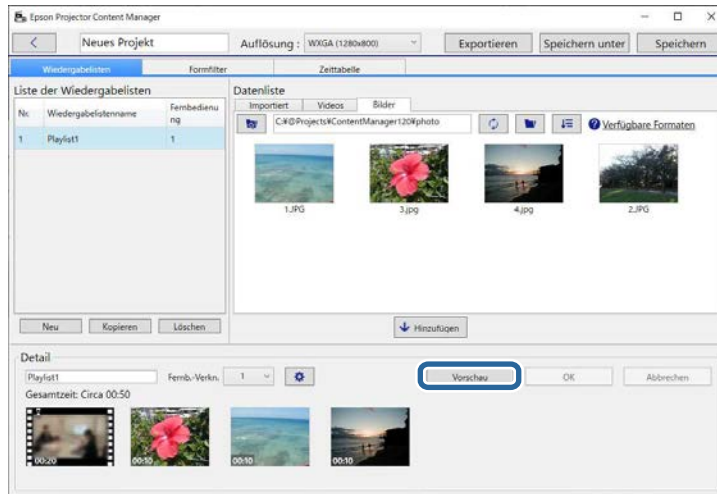 Epson Projector Content Manager
Neues Projekt Auflösung : WXGA (1280x800) Exportieren Speichern unter Speichern
Wiedergabelisten Formfilter Zeittabelle
Liste der Wiedergabelisten Datenliste
Importiert Videos Bilder
Nr. Wiedergabelistenname Fernbedienu
ng
C:¥@Projects¥ContentManager120¥photo Verfügbare Formaten
1 Playlist1 1
1.JPG 3.jpg 4.jpg 2.JPG
Neu Kopieren Löschen Hinzufügen
Detail
Playlist1 Fernb.-Verkn. 1 Vorschau OK Abbrechen
Gesamtzeit: Circa 00:50
00:20 00:10 00:10 00:10